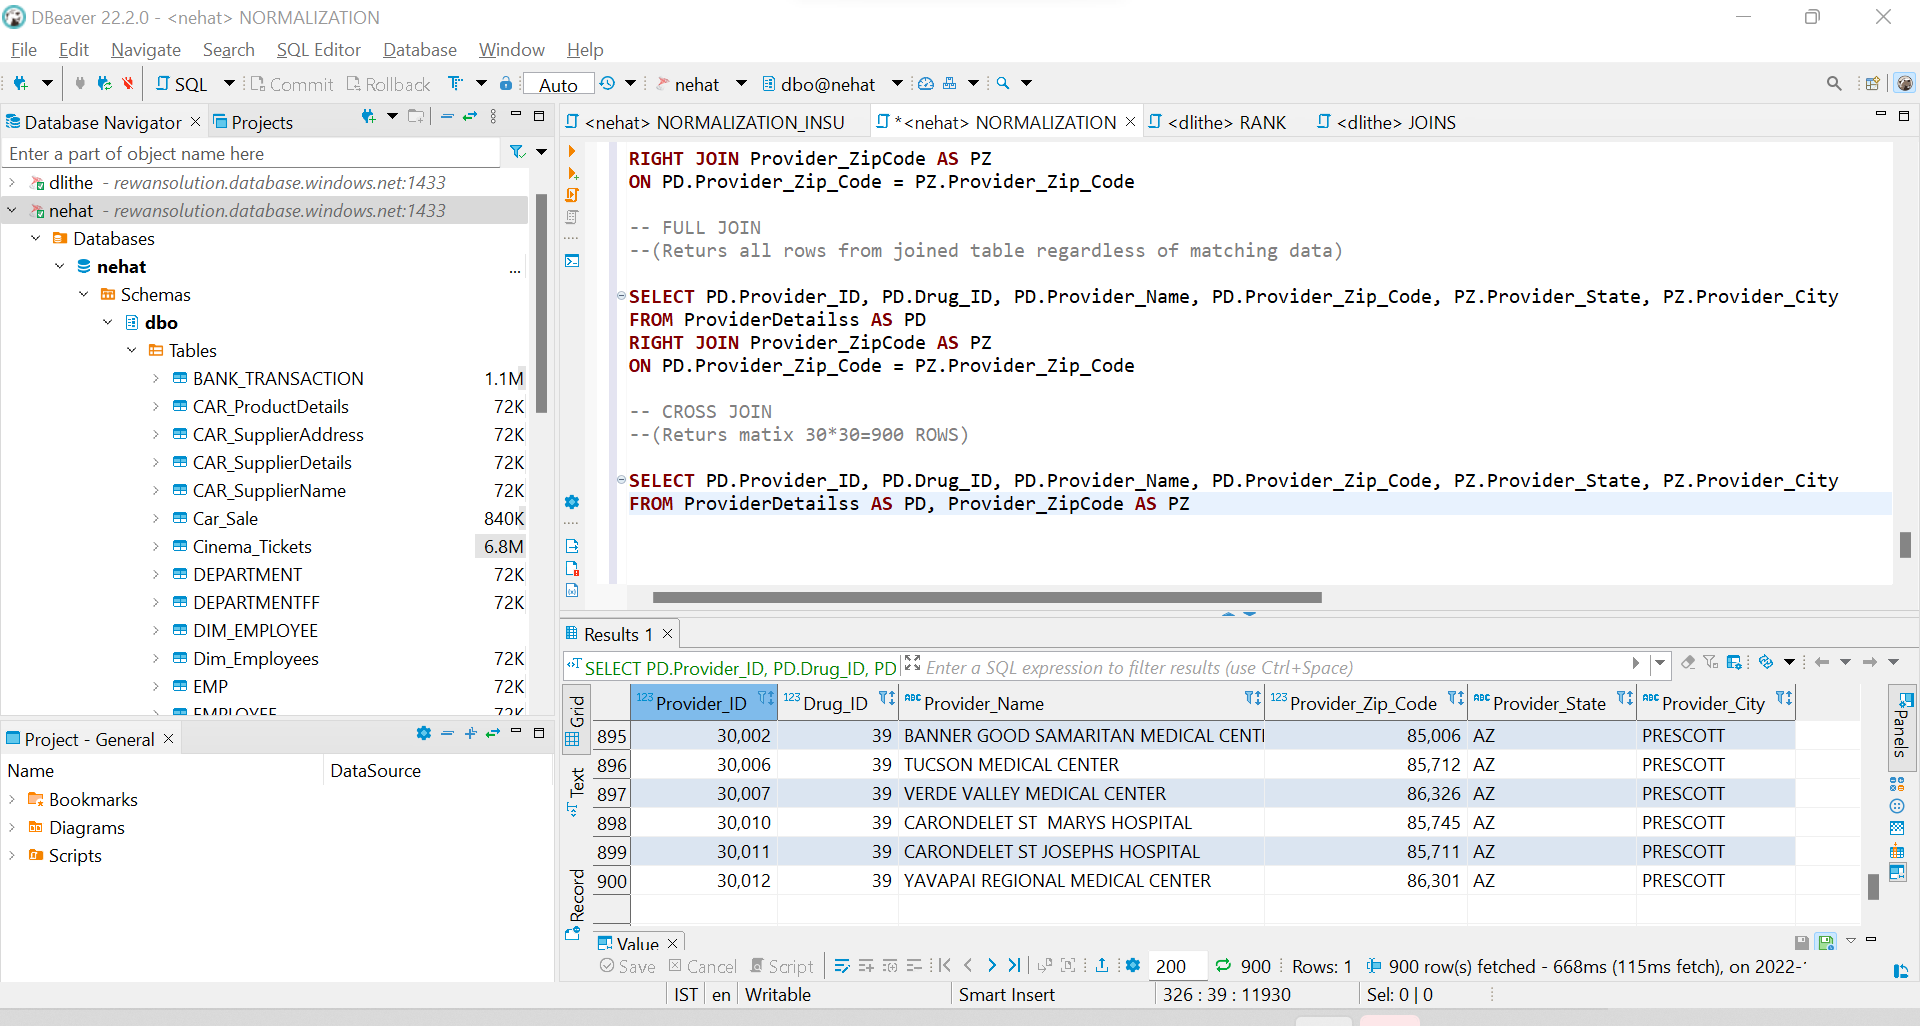 DBeaver 22.2.0 - <nehat> NORMALIZATION
File Edit Navigate Search SQL Editor Database Window Help
SQL Commit Rollback Auto nehat dbo@nehat
Database Navigator Projects
Enter a part of object name here
dlithe - rewansolution.database.windows.net:1433
nehat - rewansolution.database.windows.net:1433
Databases
nehat ...
Schemas
dbo
Tables
BANK_TRANSACTION 1.1M
CAR_ProductDetails 72K
CAR_SupplierAddress 72K
CAR_SupplierDetails 72K
CAR_SupplierName 72K
Car_Sale 840K
Cinema_Tickets 6.8M
DEPARTMENT 72K
DEPARTMENTFF 72K
DIM_EMPLOYEE
Dim_Employees 72K
EMP 72K
EMPLOYEE 72K
Project - General
Name DataSource
Bookmarks
Diagrams
Scripts
<nehat> NORMALIZATION_INSU *<nehat> NORMALIZATION <dlithe> RANK <dlithe> JOINS
RIGHT JOIN Provider_ZipCode AS PZ
ON PD.Provider_Zip_Code = PZ.Provider_Zip_Code
-- FULL JOIN
--(Returs all rows from joined table regardless of matching data)
SELECT PD.Provider_ID, PD.Drug_ID, PD.Provider_Name, PD.Provider_Zip_Code, PZ.Provider_State, PZ.Provider_City
FROM ProviderDetailss AS PD
RIGHT JOIN Provider_ZipCode AS PZ
ON PD.Provider_Zip_Code = PZ.Provider_Zip_Code
-- CROSS JOIN
--(Returs matix 30*30=900 ROWS)
SELECT PD.Provider_ID, PD.Drug_ID, PD.Provider_Name, PD.Provider_Zip_Code, PZ.Provider_State, PZ.Provider_City
FROM ProviderDetailss AS PD, Provider_ZipCode AS PZ
Results 1
SELECT PD.Provider_ID, PD.Drug_ID, PD Enter a SQL expression to filter results (use Ctrl+Space)
Grid
Text
Record
Panels
123 Provider_ID 123 Drug_ID ABC Provider_Name 123 Provider_Zip_Code ABC Provider_State ABC Provider_City
895 30,002 39 BANNER GOOD SAMARITAN MEDICAL CENT 85,006 AZ PRESCOTT
896 30,006 39 TUCSON MEDICAL CENTER 85,712 AZ PRESCOTT
897 30,007 39 VERDE VALLEY MEDICAL CENTER 86,326 AZ PRESCOTT
898 30,010 39 CARONDELET ST  MARYS HOSPITAL 85,745 AZ PRESCOTT
899 30,011 39 CARONDELET ST JOSEPHS HOSPITAL 85,711 AZ PRESCOTT
900 30,012 39 YAVAPAI REGIONAL MEDICAL CENTER 86,301 AZ PRESCOTT
Value
Save Cancel Script 200 900 Rows: 1 900 row(s) fetched - 668ms (115ms fetch), on 2022-
IST en Writable Smart Insert 326 : 39 : 11930 Sel: 0 | 0